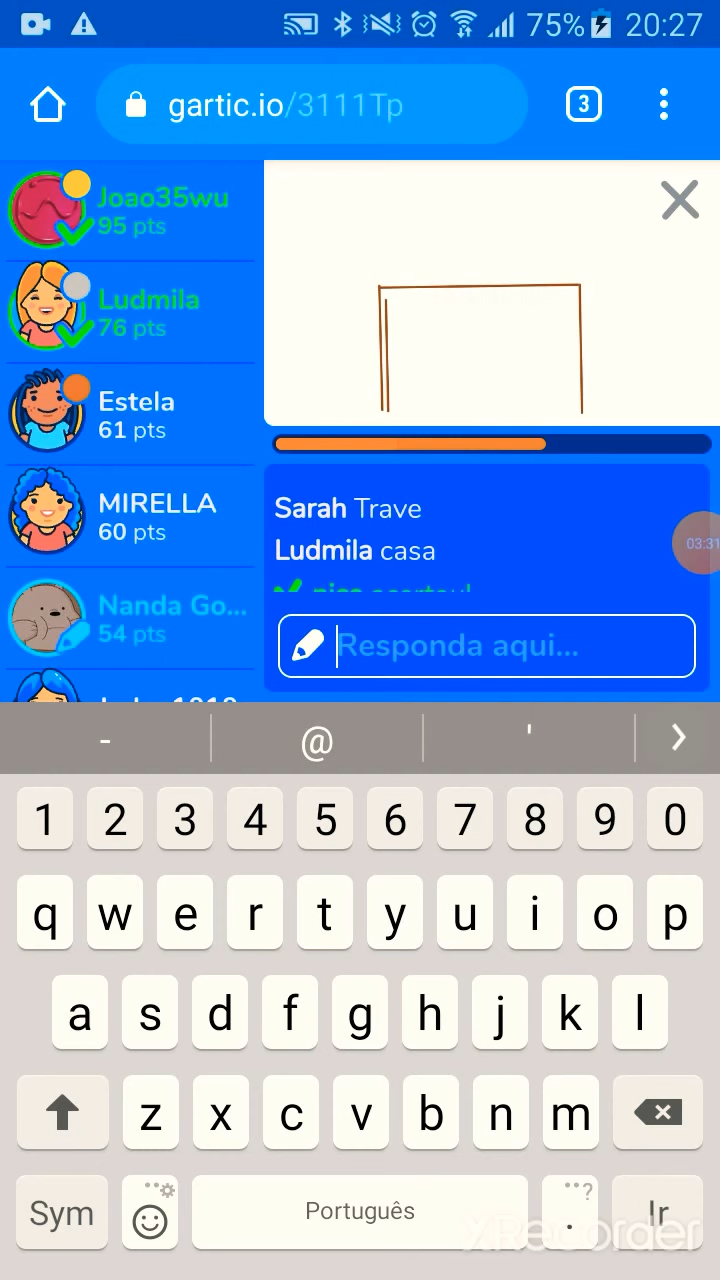 75% 20:27
gartic.io/3111Tp
3
Joao35wu
95 pts
Ludmila
76 pts
Estela
61 pts
MIRELLA
60 pts
Nanda Go...
54 pts
Sarah Trave
Ludmila casa
03:31
Responda aqui...
- @ '
1 2 3 4 5 6 7 8 9 0
q w e r t y u i o p
a s d f g h j k l
z x c v b n m
Sym Português . Ir
XRecorder